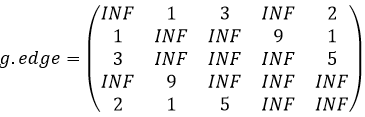 INF 1 3 INF 2
1 INF INF 9 1
g.edge = 3 INF INF INF 5
INF 9 INF INF INF
2 1 5 INF INF